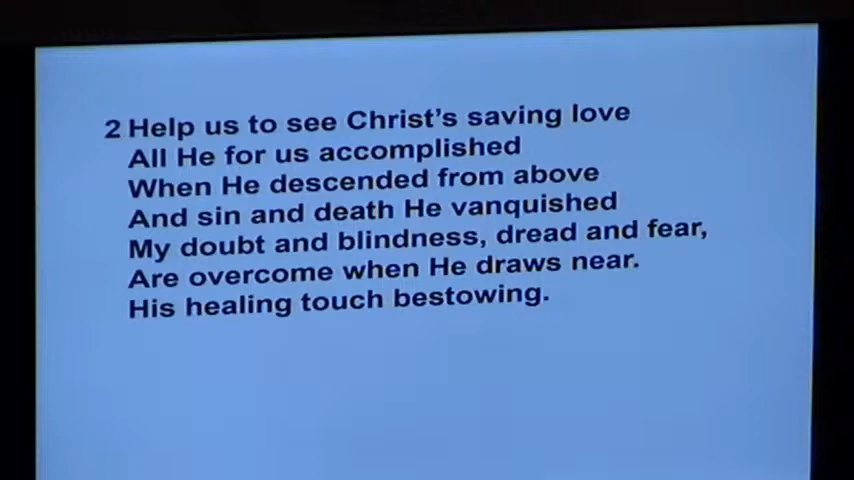 2 Help us to see Christ's saving love
All He for us accomplished
When He descended from above
And sin and death He vanquished
My doubt and blindness, dread and fear,
Are overcome when He draws near.
His healing touch bestowing.